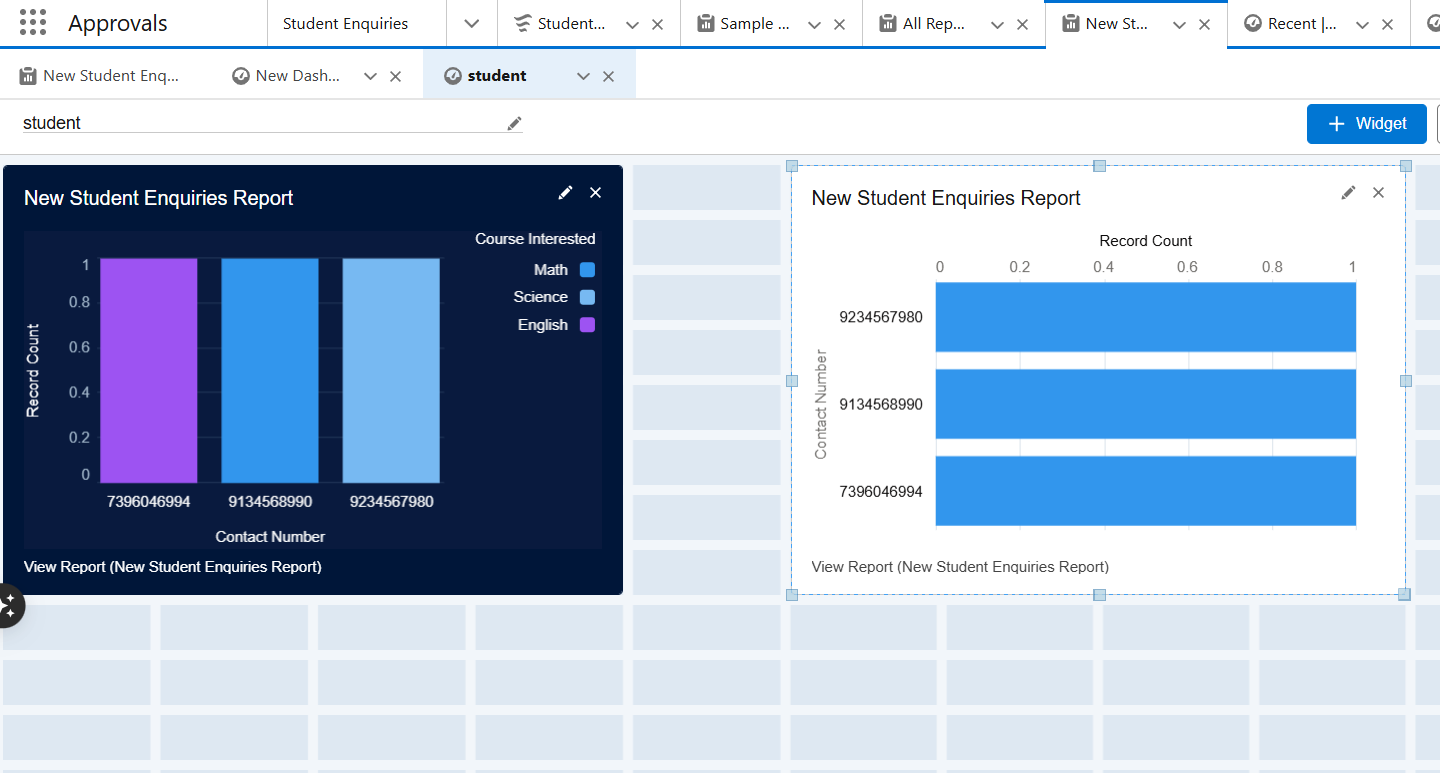 Approvals
Student Enquiries
Student...
Sample ...
All Rep...
New St...
Recent |...
New Student Enq...
New Dash...
student
student
Widget
New Student Enquiries Report
Course Interested
Math
Science
English
Record Count
1
0.8
0.6
0.4
0.2
0
7396046994 9134568990 9234567980
Contact Number
View Report (New Student Enquiries Report)
New Student Enquiries Report
Record Count
0 0.2 0.4 0.6 0.8 1
Contact Number
9234567980
9134568990
7396046994
View Report (New Student Enquiries Report)